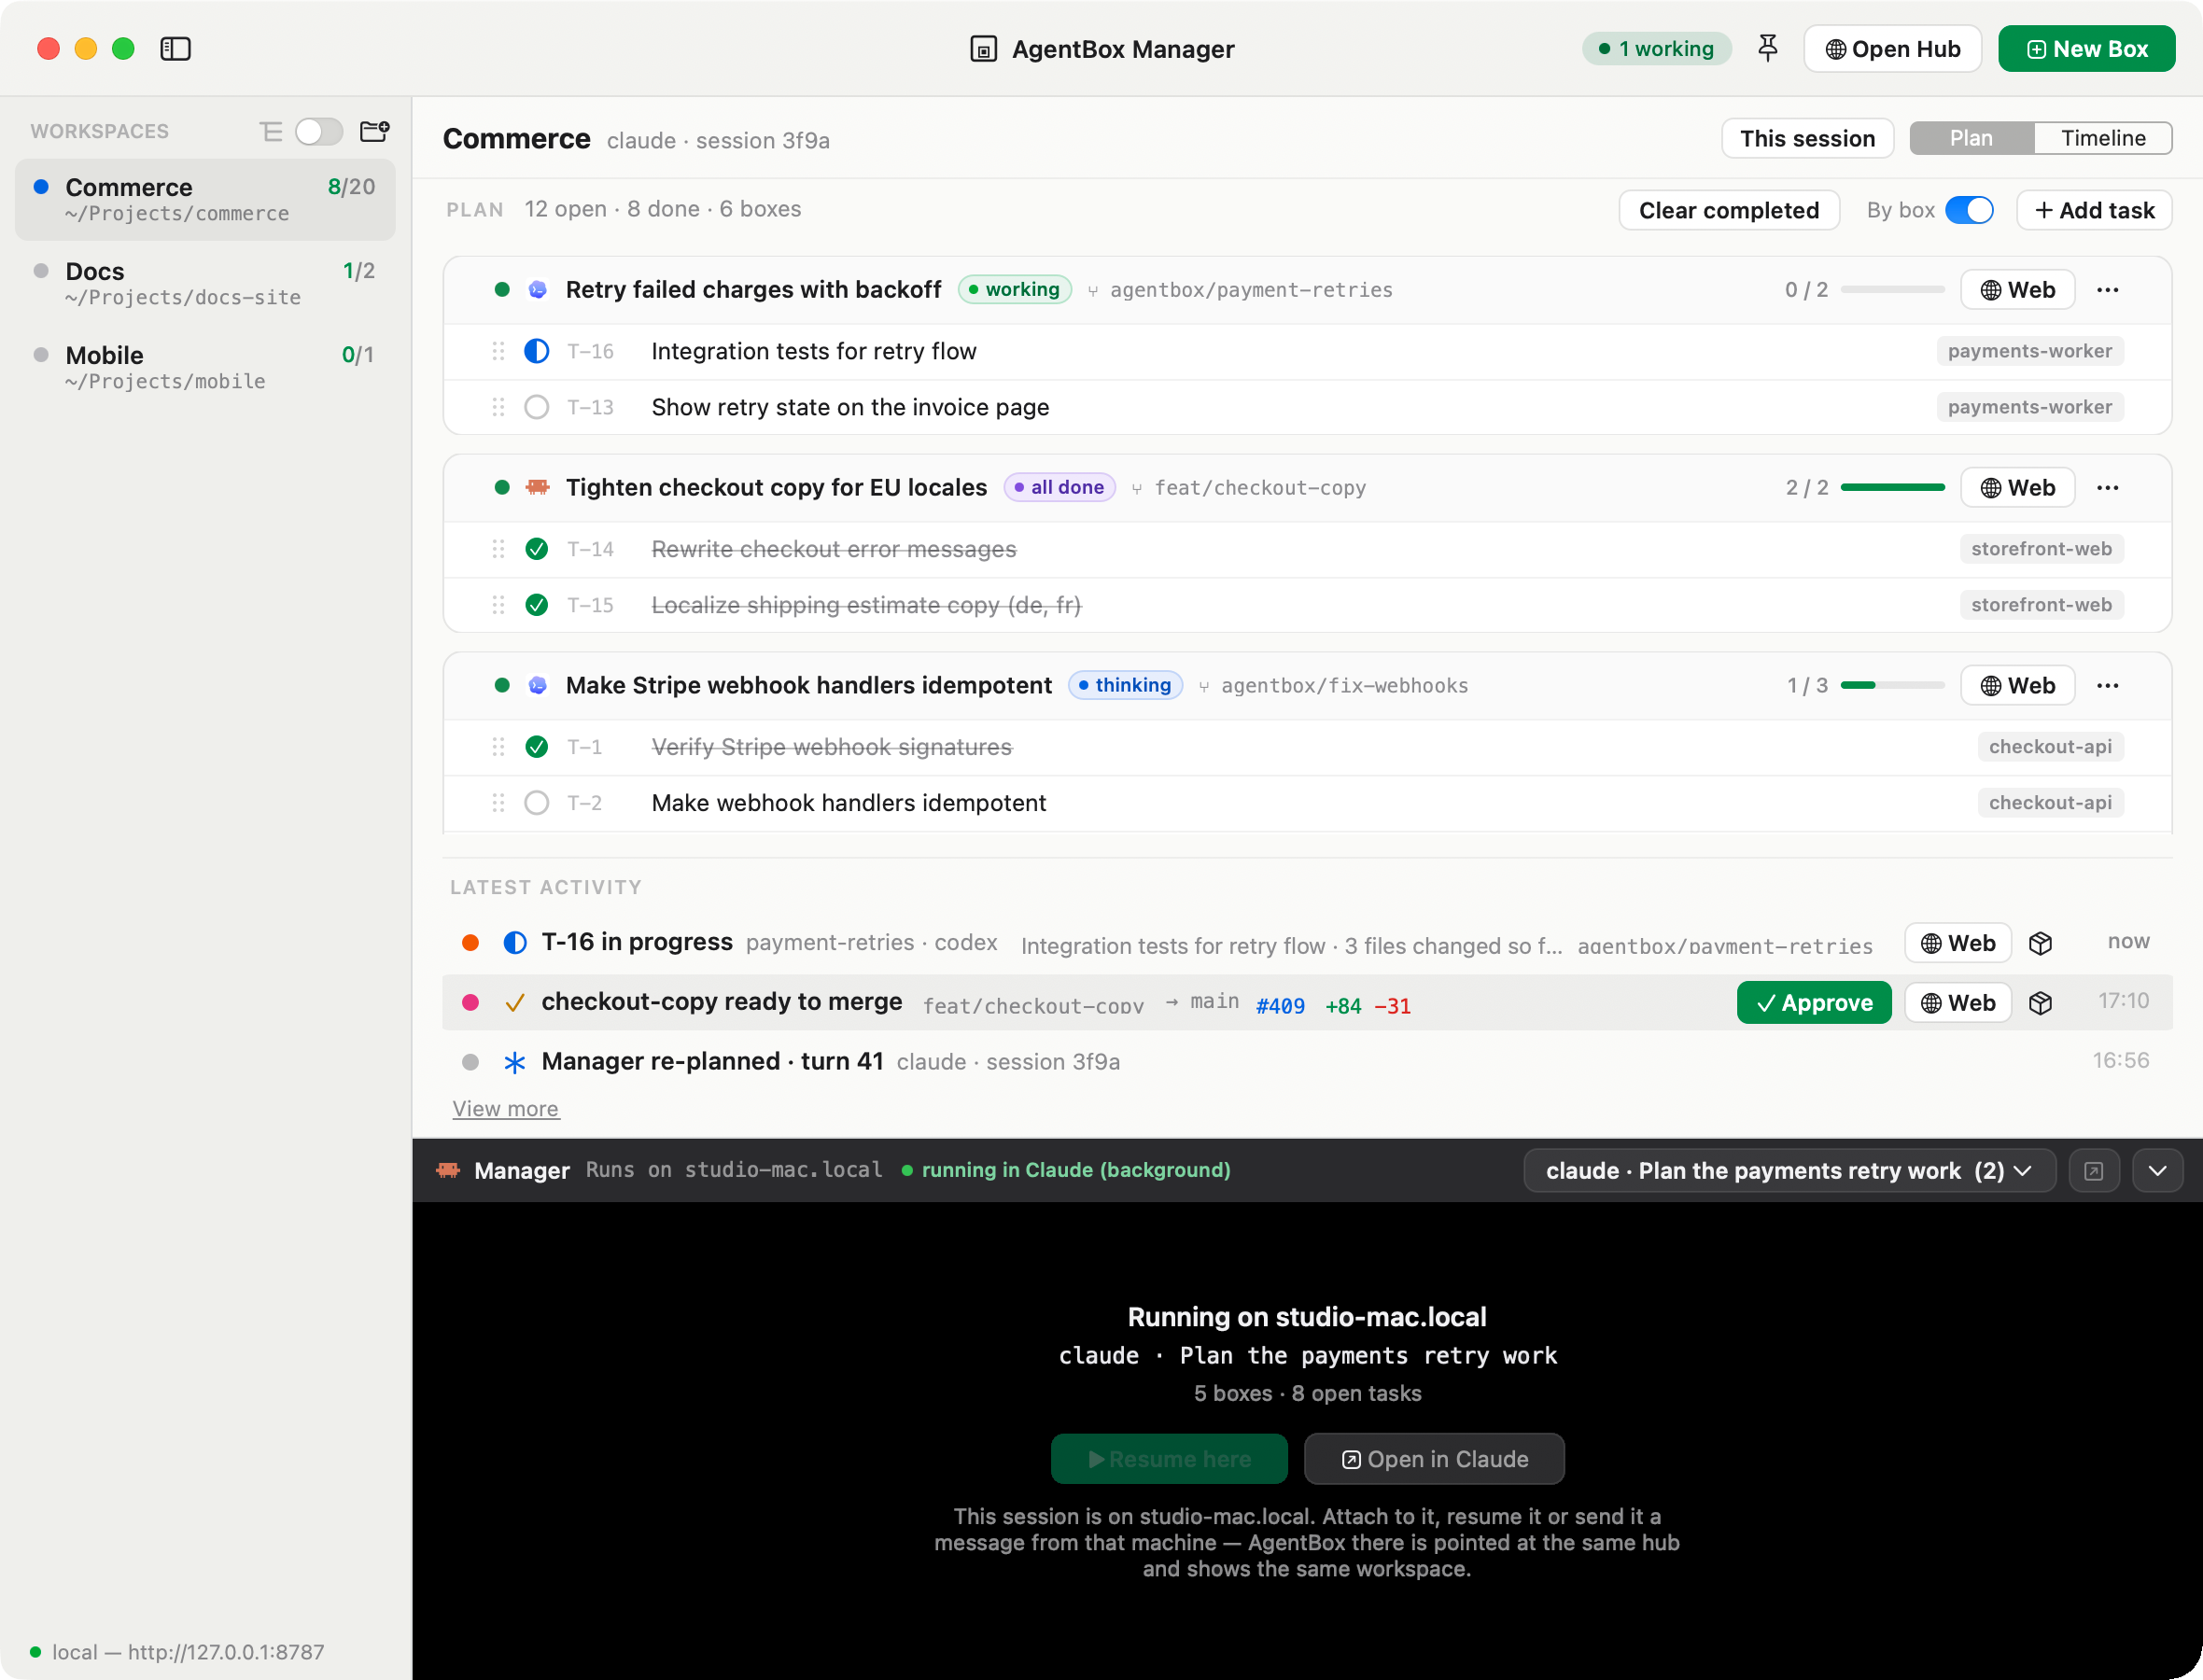 AgentBox Manager
1 working
Open Hub
New Box
WORKSPACES
Commerce 8/20
~/Projects/commerce
Docs 1/2
~/Projects/docs-site
Mobile 0/1
~/Projects/mobile
local — http://127.0.0.1:8787
Commerce claude · session 3f9a
This session
Plan
Timeline
PLAN 12 open · 8 done · 6 boxes
Clear completed
By box
+ Add task
Retry failed charges with backoff working agentbox/payment-retries 0 / 2 Web ···
T-16 Integration tests for retry flow payments-worker
T-13 Show retry state on the invoice page payments-worker
Tighten checkout copy for EU locales all done feat/checkout-copy 2 / 2 Web ···
T-14 Rewrite checkout error messages storefront-web
T-15 Localize shipping estimate copy (de, fr) storefront-web
Make Stripe webhook handlers idempotent thinking agentbox/fix-webhooks 1 / 3 Web ···
T-1 Verify Stripe webhook signatures checkout-api
T-2 Make webhook handlers idempotent checkout-api
LATEST ACTIVITY
T-16 in progress payment-retries · codex Integration tests for retry flow · 3 files changed so f... agentbox/payment-retries Web now
checkout-copy ready to merge feat/checkout-copy → main #409 +84 −31 Approve Web 17:10
Manager re-planned · turn 41 claude · session 3f9a 16:56
View more
Manager Runs on studio-mac.local running in Claude (background) claude · Plan the payments retry work (2)
Running on studio-mac.local
claude · Plan the payments retry work
5 boxes · 8 open tasks
Resume here
Open in Claude
This session is on studio-mac.local. Attach to it, resume it or send it a
message from that machine — AgentBox there is pointed at the same hub
and shows the same workspace.